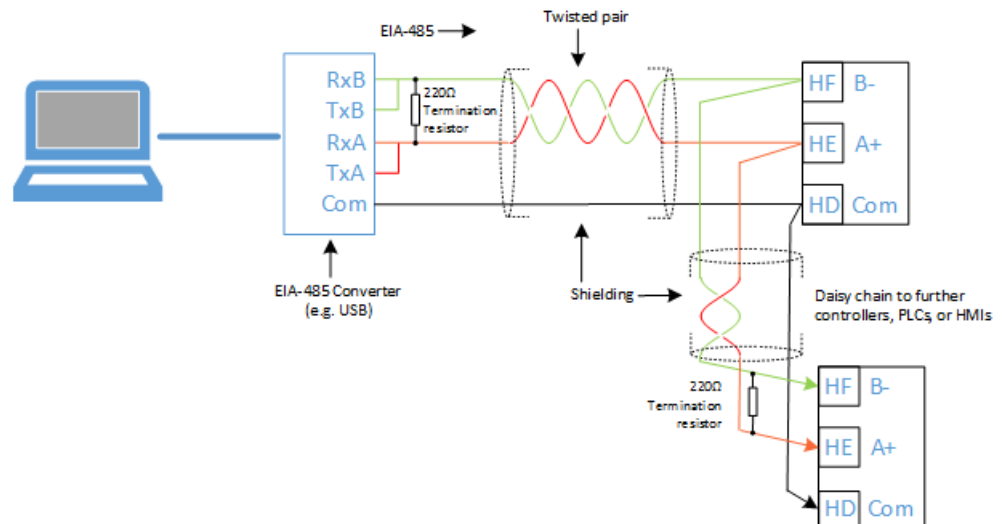 EIA-485
Twisted pair
RxB
TxB
RxA
TxA
Com
220Ω
Termination
resistor
HF B-
HE A+
HD Com
EIA-485 Converter
(e.g. USB)
Shielding
Daisy chain to further
controllers, PLCs, or HMIs
220Ω
Termination
resistor
HF B-
HE A+
HD Com